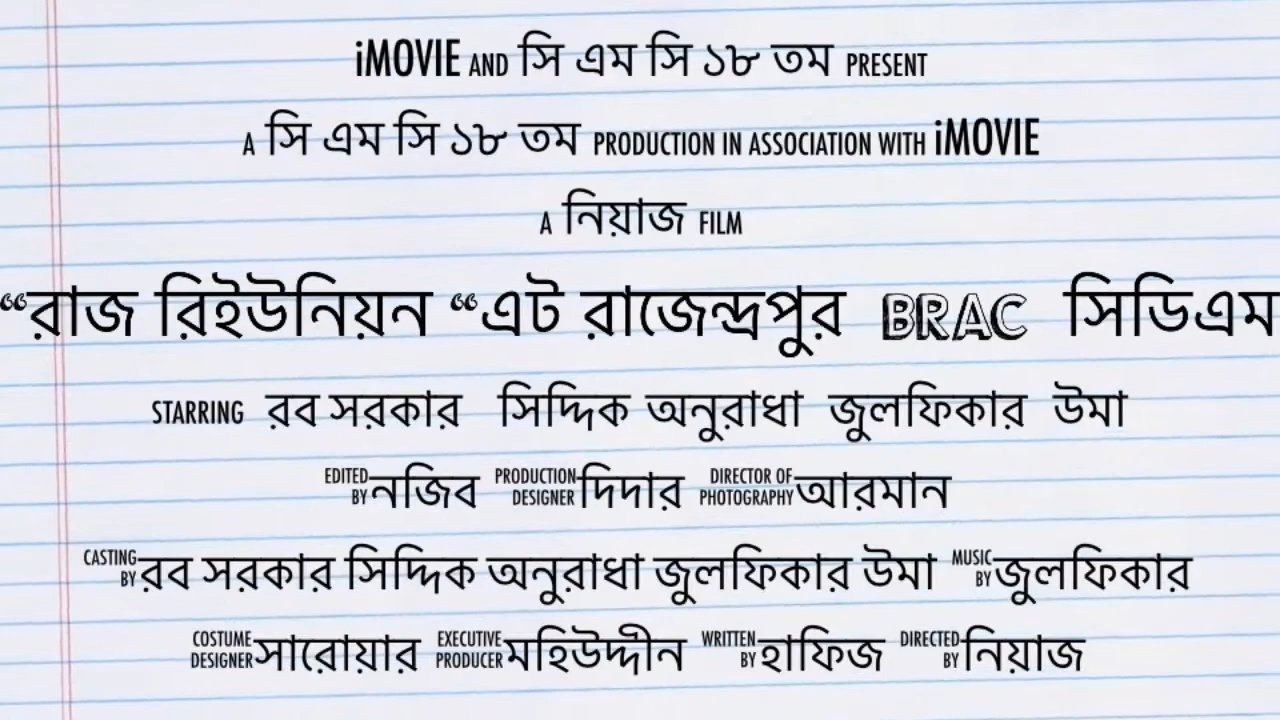 iMOVIE AND সি এম সি ১৮ তম PRESENT
A সি এম সি ১৮ তম PRODUCTION IN ASSOCIATION WITH iMOVIE
A নিয়াজ FILM
“রাজ রিইউনিয়ন “এট রাজেন্দ্রপুর BRAC সিডিএম
STARRING রব সরকার সিদ্দিক অনুরাধা জুলফিকার উমা
EDITED BY নজিব PRODUCTION DESIGNER দিদার DIRECTOR OF PHOTOGRAPHY আরমান
CASTING BY রব সরকার সিদ্দিক অনুরাধা জুলফিকার উমা MUSIC BY জুলফিকার
COSTUME DESIGNER সারোয়ার EXECUTIVE PRODUCER মহিউদ্দীন WRITTEN BY হাফিজ DIRECTED BY নিয়াজ